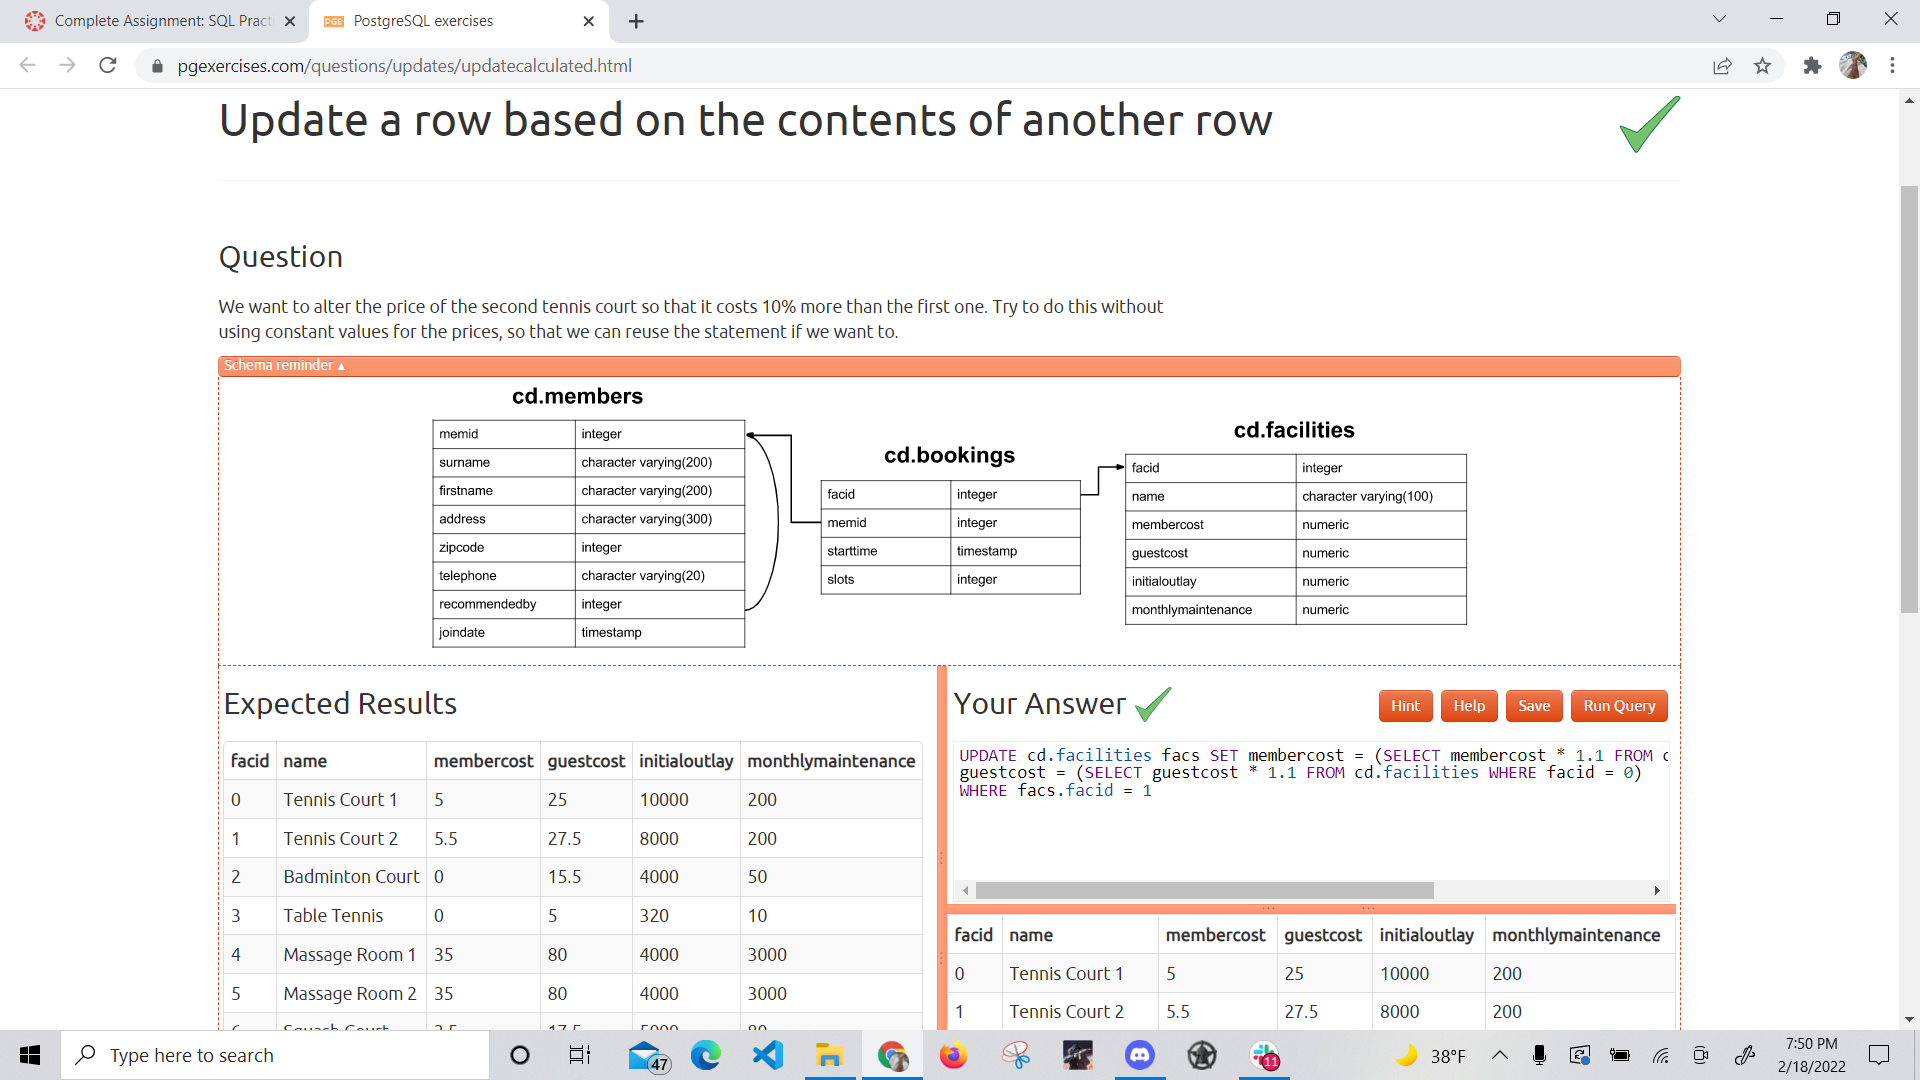 Complete Assignment: SQL Pract
PGE PostgreSQL exercises
pgexercises.com/questions/updates/updatecalculated.html
Update a row based on the contents of another row
Question
We want to alter the price of the second tennis court so that it costs 10% more than the first one. Try to do this without
using constant values for the prices, so that we can reuse the statement if we want to.
Schema reminder ▴
cd.members
memid integer
surname character varying(200)
firstname character varying(200)
address character varying(300)
zipcode integer
telephone character varying(20)
recommendedby integer
joindate timestamp
cd.bookings
facid integer
memid integer
starttime timestamp
slots integer
cd.facilities
facid integer
name character varying(100)
membercost numeric
guestcost numeric
initialoutlay numeric
monthlymaintenance numeric
Expected Results
facid name membercost guestcost initialoutlay monthlymaintenance
0 Tennis Court 1 5 25 10000 200
1 Tennis Court 2 5.5 27.5 8000 200
2 Badminton Court 0 15.5 4000 50
3 Table Tennis 0 5 320 10
4 Massage Room 1 35 80 4000 3000
5 Massage Room 2 35 80 4000 3000
Your Answer
Hint Help Save Run Query
UPDATE cd.facilities facs SET membercost = (SELECT membercost * 1.1 FROM c
guestcost = (SELECT guestcost * 1.1 FROM cd.facilities WHERE facid = 0)
WHERE facs.facid = 1
facid name membercost guestcost initialoutlay monthlymaintenance
0 Tennis Court 1 5 25 10000 200
1 Tennis Court 2 5.5 27.5 8000 200
Type here to search
47
11
38°F
7:50 PM
2/18/2022